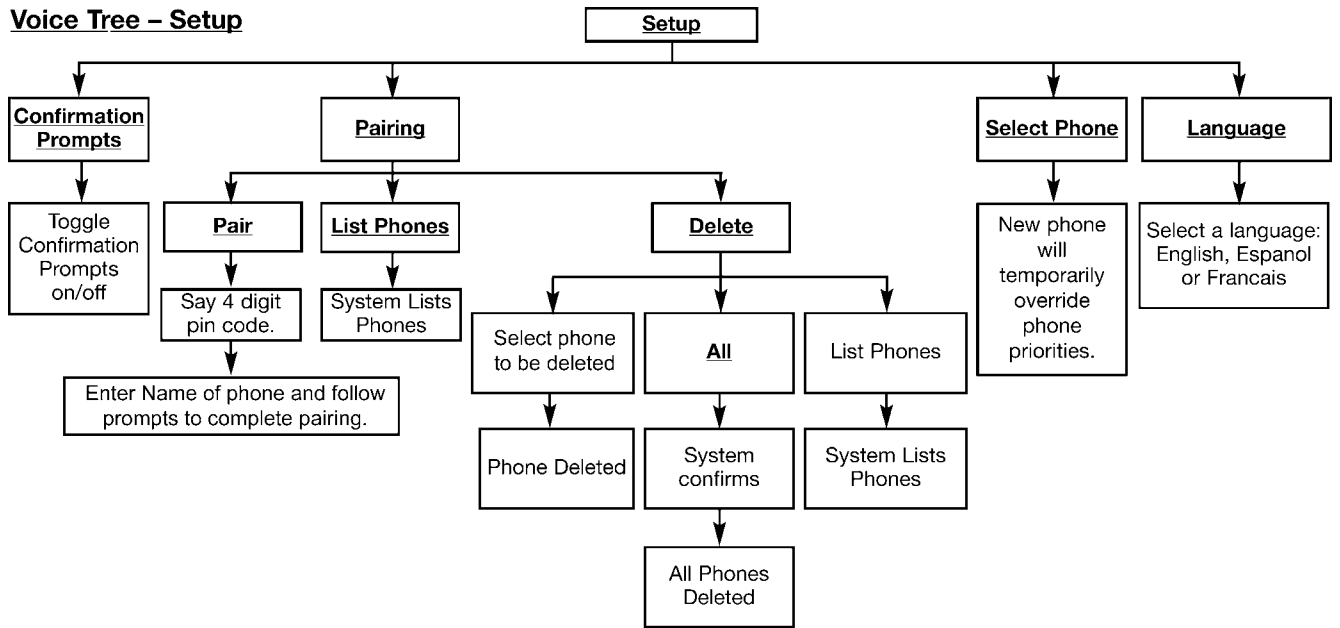 Voice Tree – Setup
Setup
Confirmation
Prompts
Pairing
Select Phone
Language
Toggle
Confirmation
Prompts
on/off
Pair
List Phones
Delete
New phone
will
temporarily
override
phone
priorities.
Select a language:
English, Espanol
or Francais
Say 4 digit
pin code.
System Lists
Phones
Select phone
to be deleted
All
List Phones
Enter Name of phone and follow
prompts to complete pairing.
Phone Deleted
System
confirms
System Lists
Phones
All Phones
Deleted